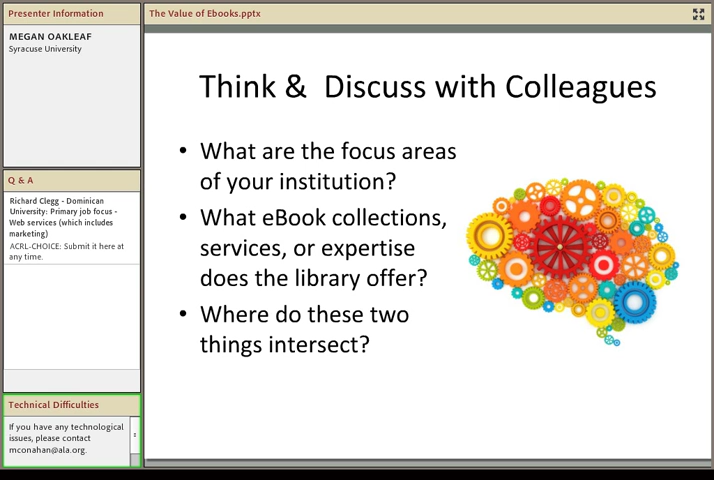 Presenter Information
MEGAN OAKLEAF
Syracuse University
Q & A
Richard Clegg - Dominican
University: Primary job focus -
Web services (which includes
marketing)
ACRL-CHOICE: Submit it here at
any time.
Technical Difficulties
If you have any technological
issues, please contact
mconahan@ala.org.
The Value of Ebooks.pptx
Think & Discuss with Colleagues
• What are the focus areas
of your institution?
• What eBook collections,
services, or expertise
does the library offer?
• Where do these two
things intersect?